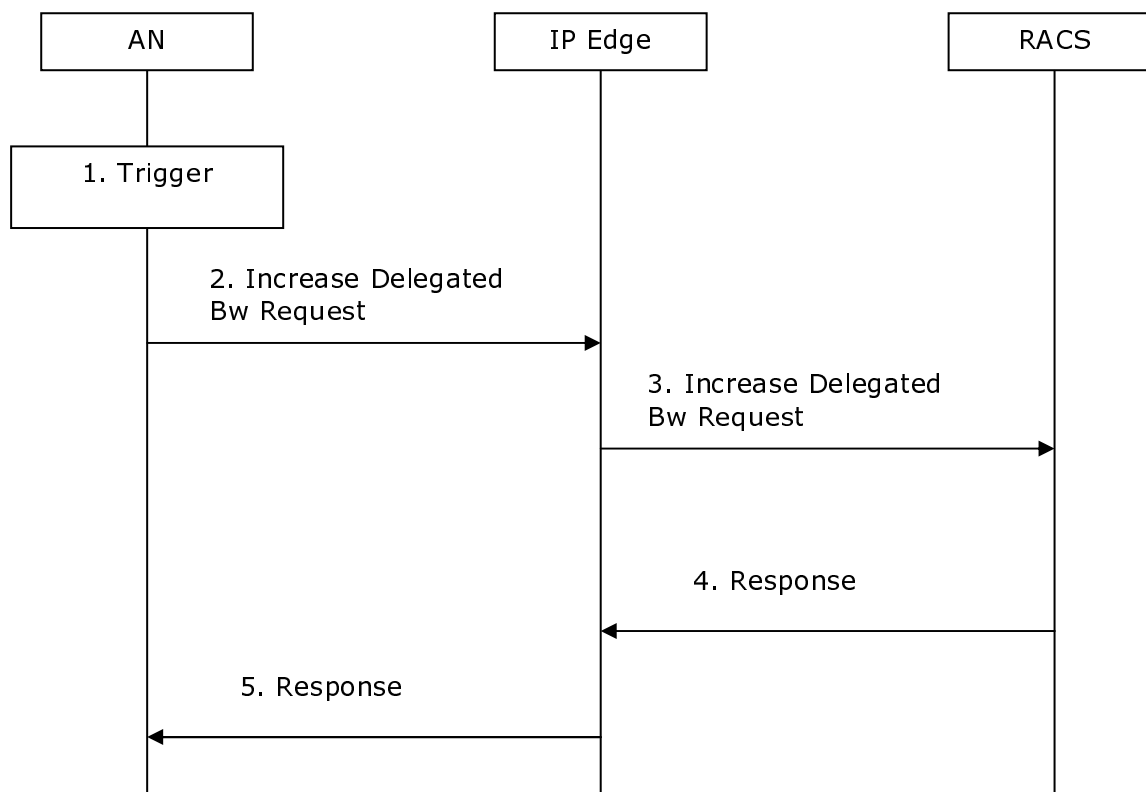 AN
IP Edge
RACS
1. Trigger
2. Increase Delegated
Bw Request
3. Increase Delegated
Bw Request
4. Response
5. Response